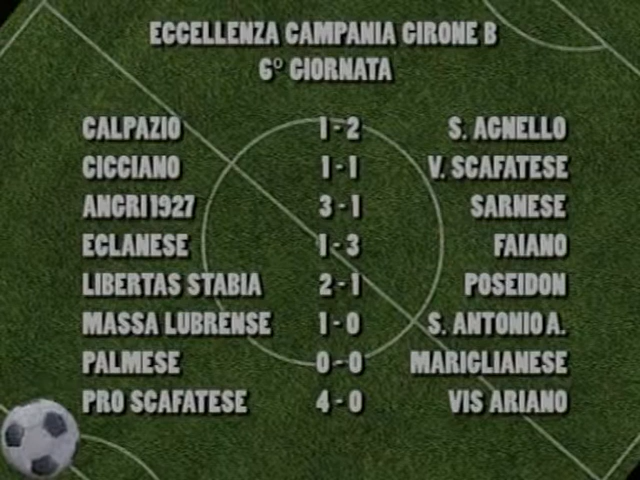 ECCELLENZA CAMPANIA GIRONE B
6° GIORNATA
CALPAZIO 1 - 2 S. AGNELLO
CICCIANO 1 - 1 V. SCAFATESE
ANGRI 1927 3 - 1 SARNESE
ECLANESE 1 - 3 FAIANO
LIBERTAS STABIA 2 - 1 POSEIDON
MASSA LUBRENSE 1 - 0 S. ANTONIO A.
PALMESE 0 - 0 MARIGLIANESE
PRO SCAFATESE 4 - 0 VIS ARIANO